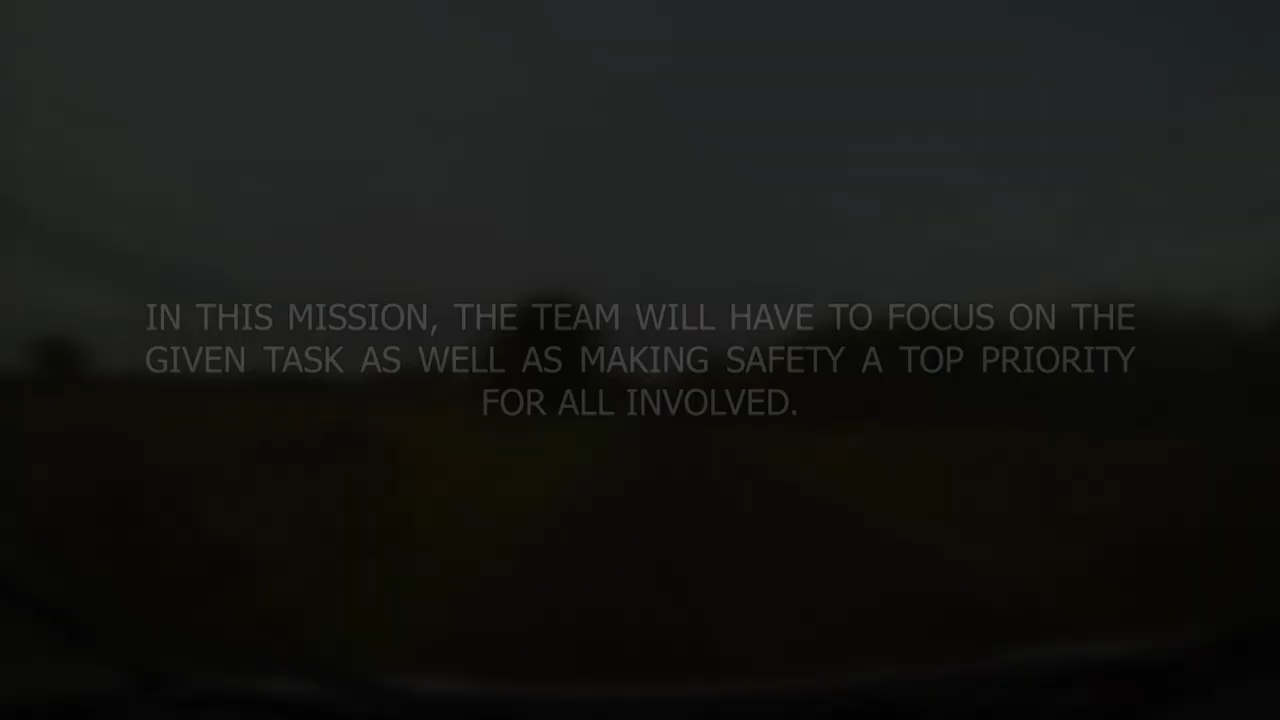 IN THIS MISSION, THE TEAM WILL HAVE TO FOCUS ON THE
GIVEN TASK AS WELL AS MAKING SAFETY A TOP PRIORITY
FOR ALL INVOLVED.